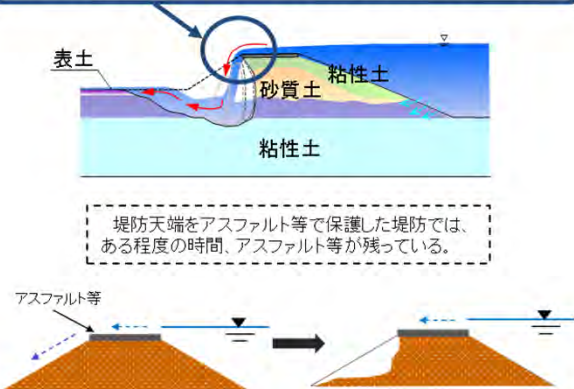 表土
粘性土
砂質土
粘性土
堤防天端をアスファルト等で保護した堤防では、
ある程度の時間、アスファルト等が残っている。
アスファルト等